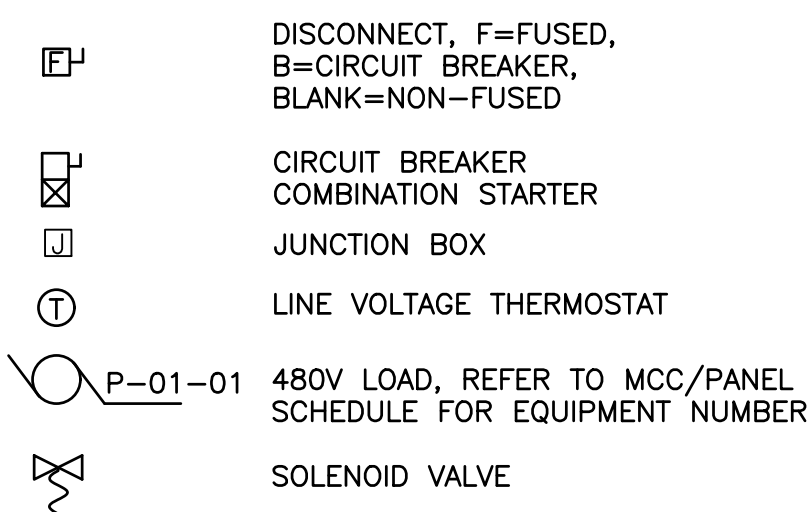 F
DISCONNECT, F=FUSED,
B=CIRCUIT BREAKER,
BLANK=NON-FUSED
CIRCUIT BREAKER
COMBINATION STARTER
J
JUNCTION BOX
T
LINE VOLTAGE THERMOSTAT
P-01-01
480V LOAD, REFER TO MCC/PANEL
SCHEDULE FOR EQUIPMENT NUMBER
SOLENOID VALVE